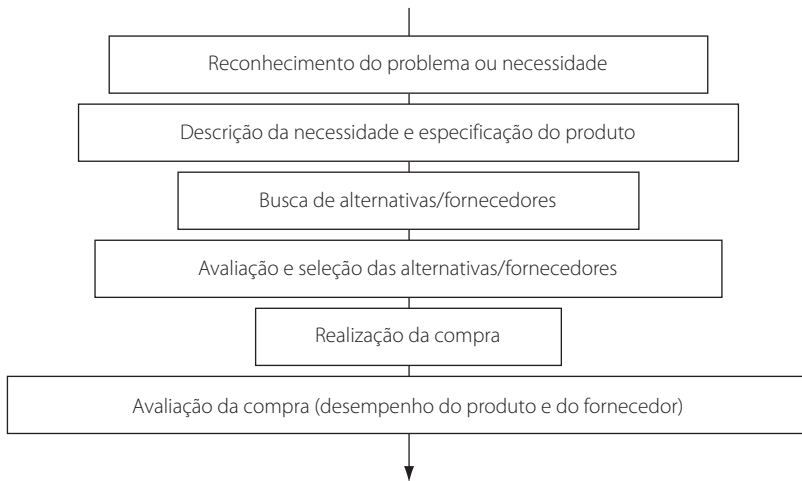 Reconhecimento do problema ou necessidade
Descrição da necessidade e especificação do produto
Busca de alternativas/fornecedores
Avaliação e seleção das alternativas/fornecedores
Realização da compra
Avaliação da compra (desempenho do produto e do fornecedor)